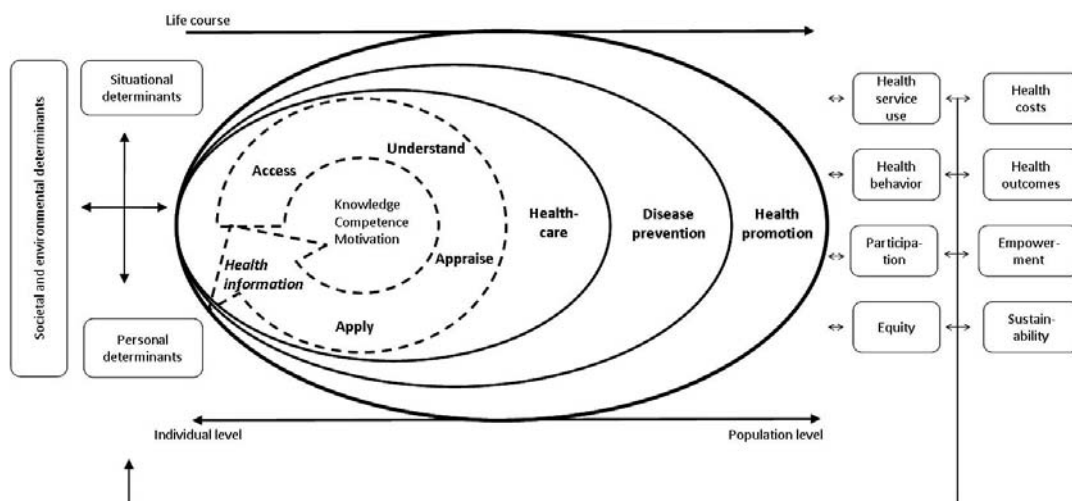 Life course
Societal and environmental determinants
Situational
determinants
Personal
determinants
Access
Understand
Knowledge
Competence
Motivation
Health
information
Appraise
Apply
Health-
care
Disease
prevention
Health
promotion
Individual level
Population level
Health
service
use
Health
costs
Health
behavior
Health
outcomes
Participa-
tion
Empower-
ment
Equity
Sustain-
ability